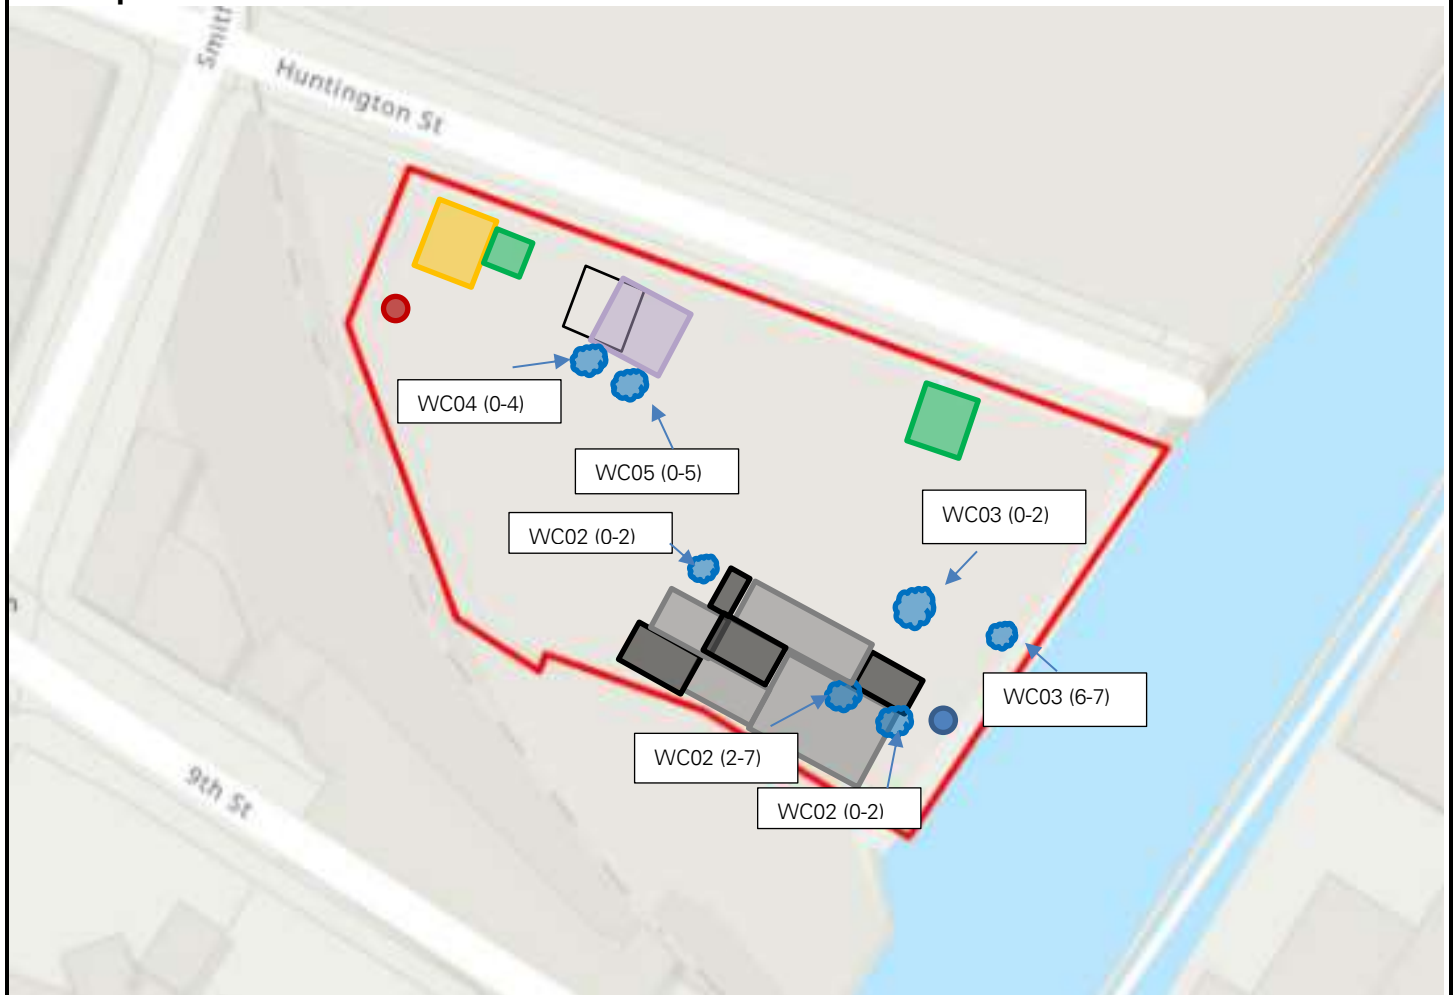 Smith
Huntington St
WC04 (0-4)
WC05 (0-5)
WC03 (0-2)
WC02 (0-2)
WC03 (6-7)
WC02 (2-7)
WC02 (0-2)
9th St